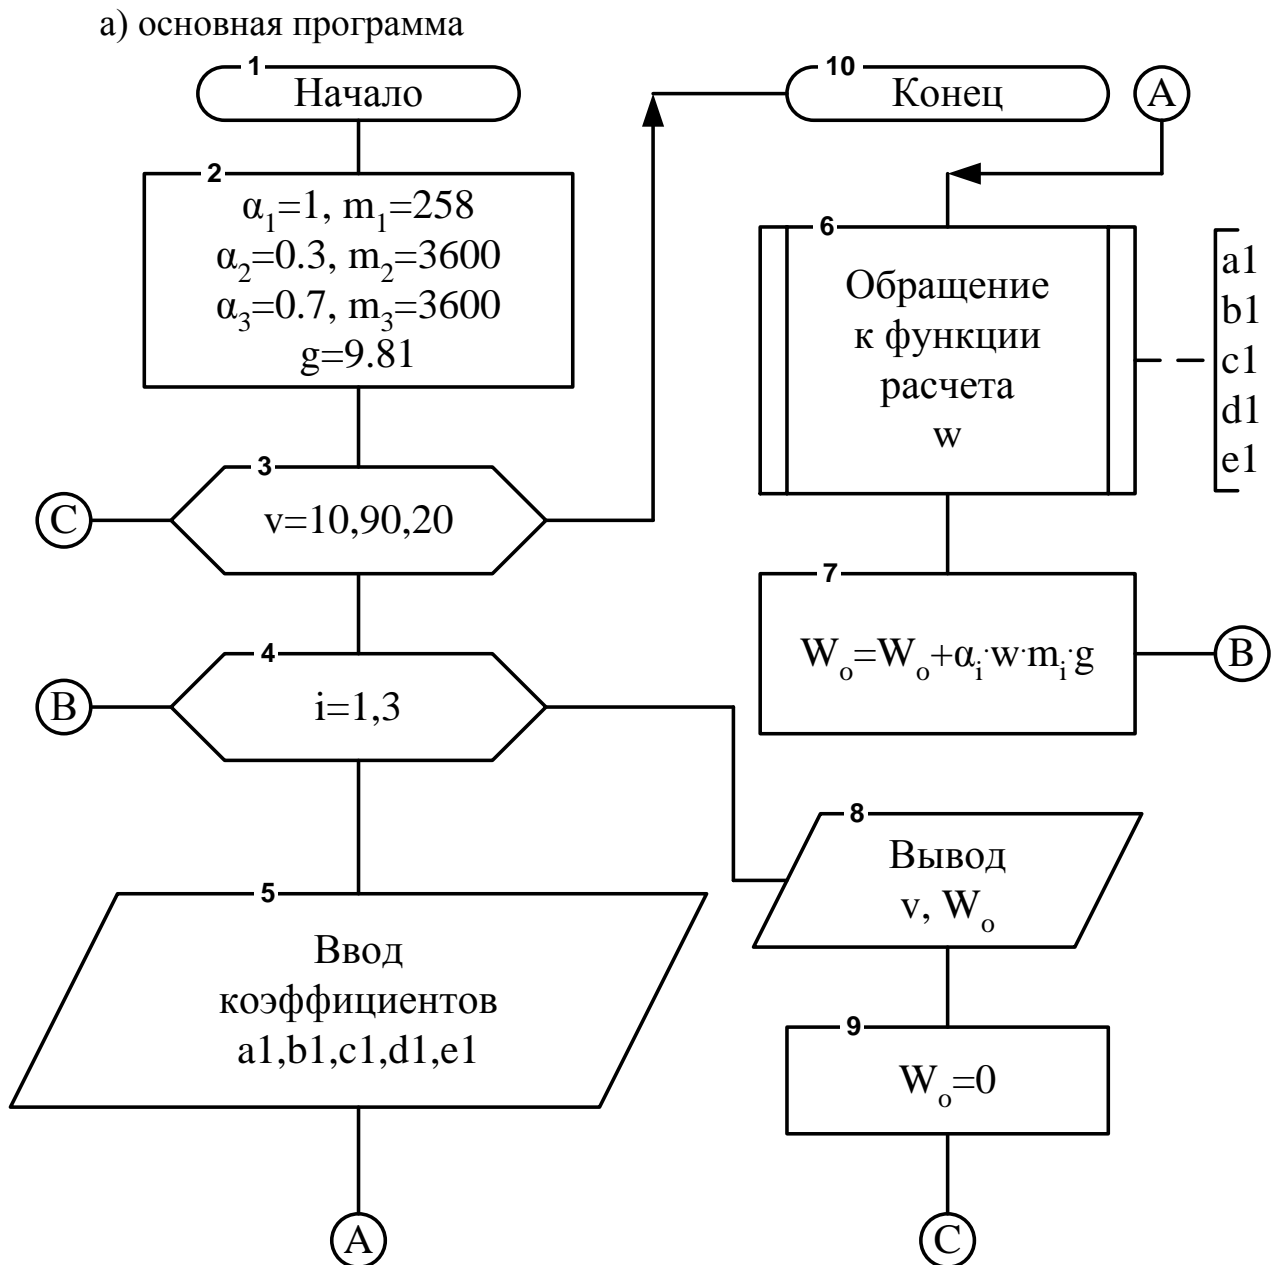 а) основная программа
1
Начало
2
α₁=1, m₁=258
α₂=0.3, m₂=3600
α₃=0.7, m₃=3600
g=9.81
3
C
v=10,90,20
4
B
i=1,3
5
Ввод
коэффициентов
a1,b1,c1,d1,e1
A
10
Конец
A
6
Обращение
к функции
расчета
w
a1
b1
c1
d1
e1
7
Wₒ=Wₒ+αᵢ·w·mᵢ·g
B
8
Вывод
v, Wₒ
9
Wₒ=0
C